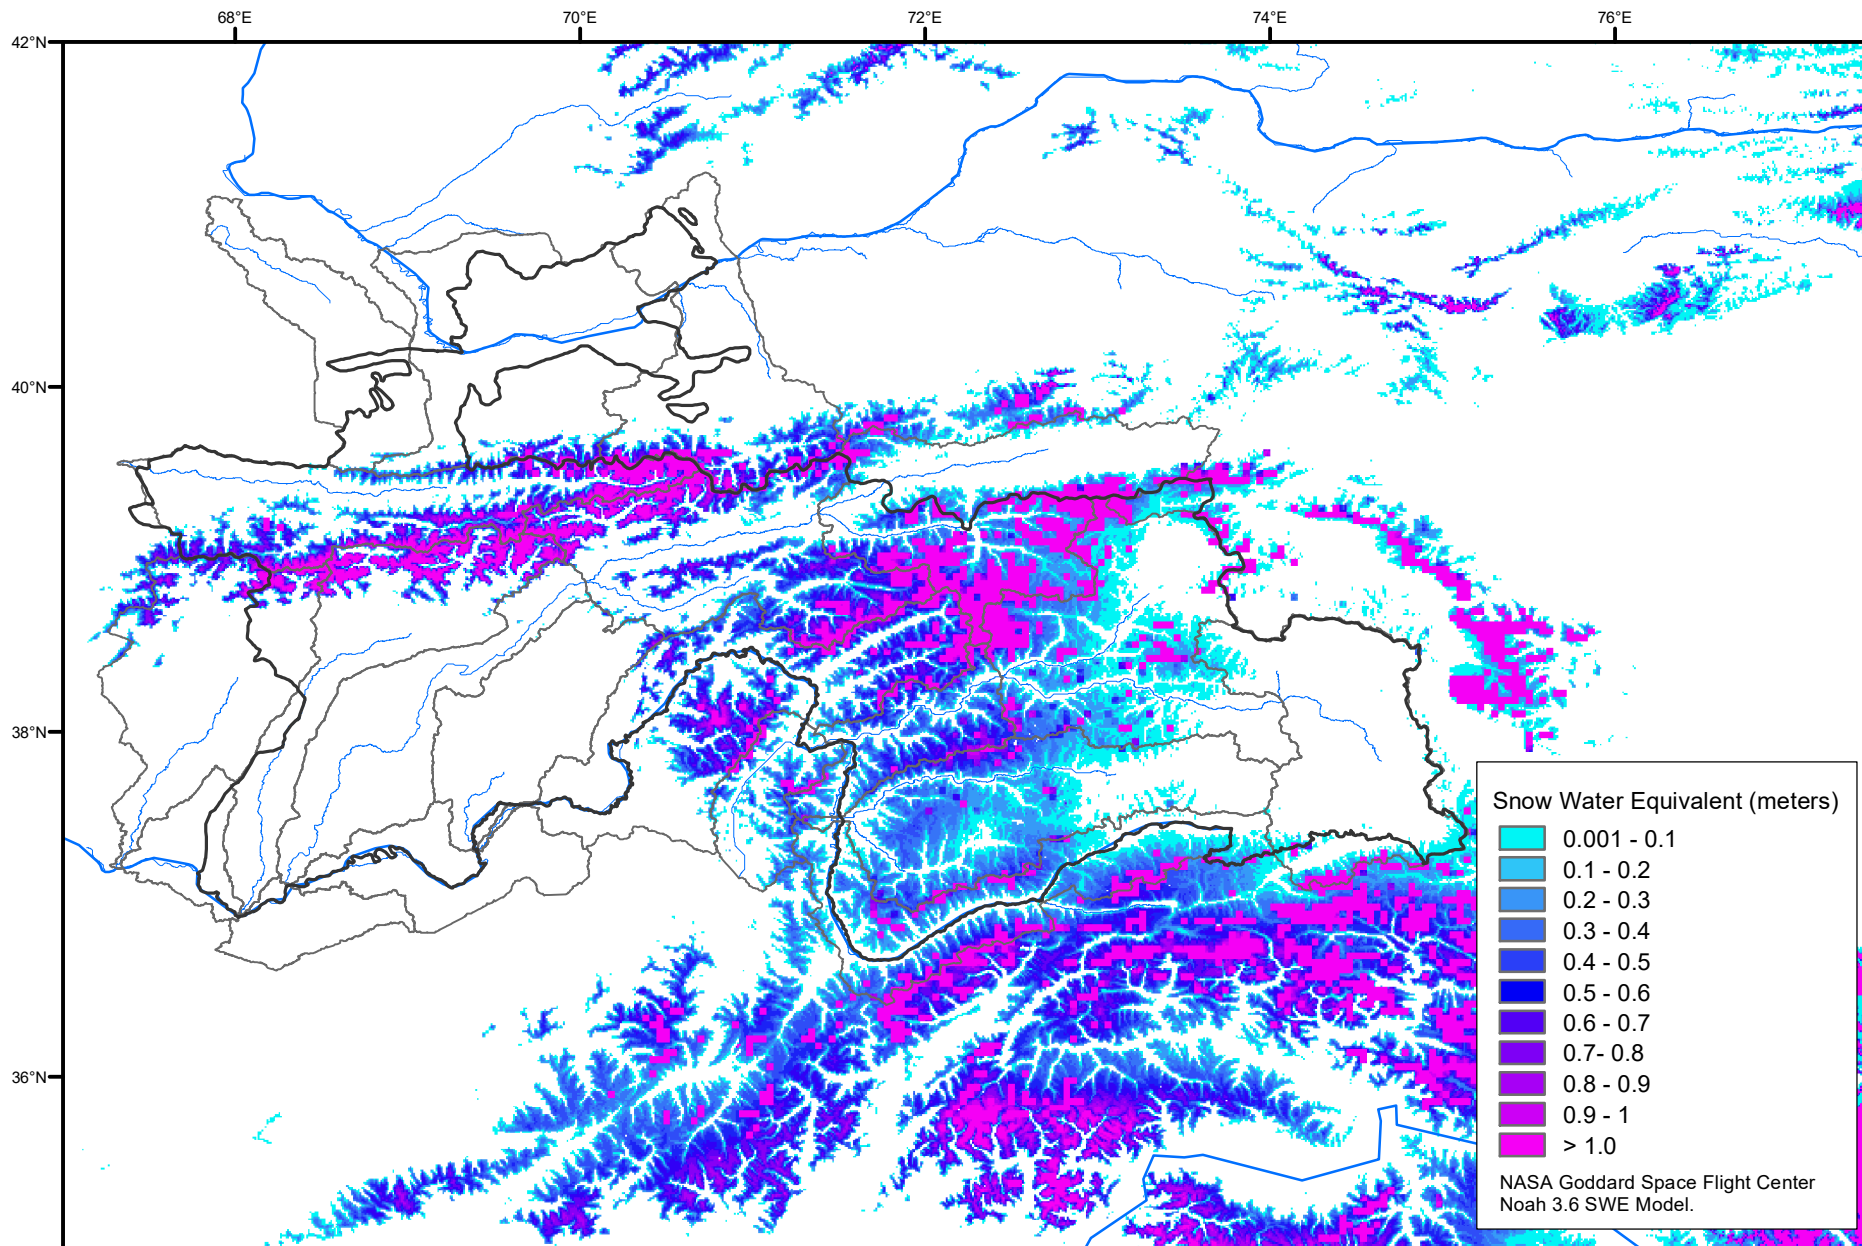 68°E
70°E
72°E
74°E
76°E
42°N
40°N
38°N
36°N
Snow Water Equivalent (meters)
0.001 - 0.1
0.1 - 0.2
0.2 - 0.3
0.3 - 0.4
0.4 - 0.5
0.5 - 0.6
0.6 - 0.7
0.7- 0.8
0.8 - 0.9
0.9 - 1
> 1.0
NASA Goddard Space Flight Center
Noah 3.6 SWE Model.